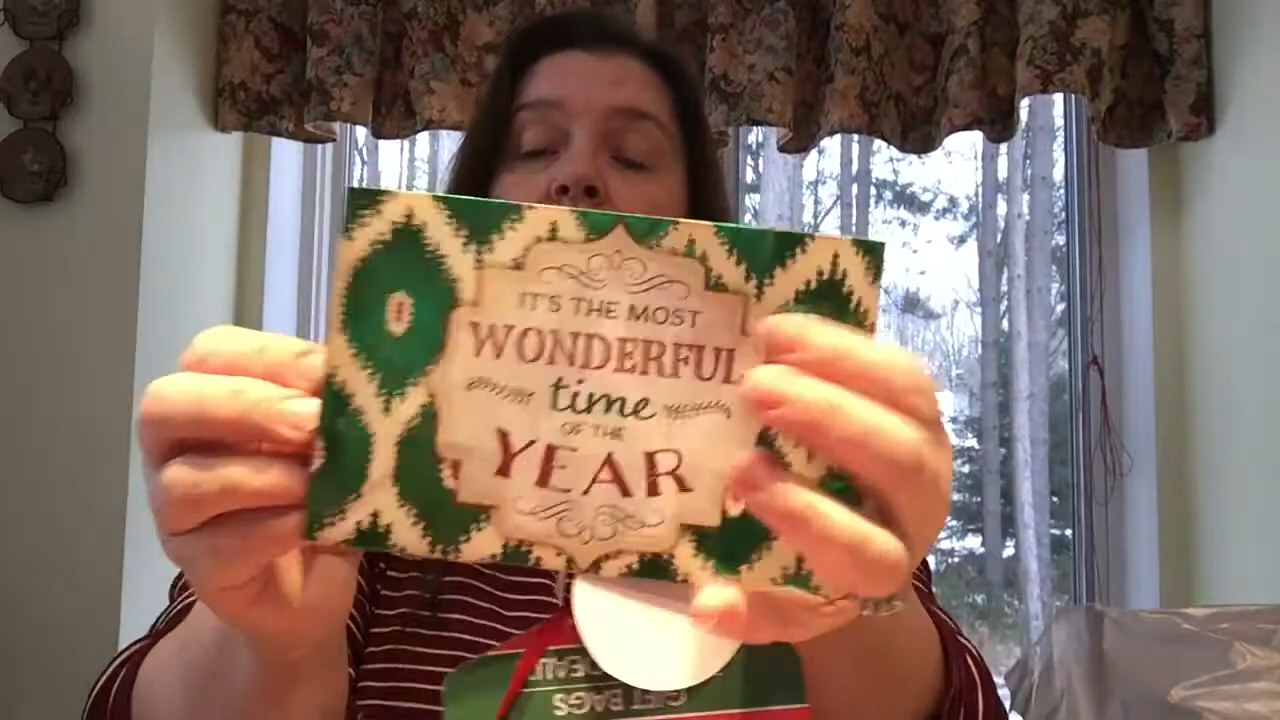 IT'S THE MOST
WONDERFUL
time
OF THE
YEAR
GIFT BAGS